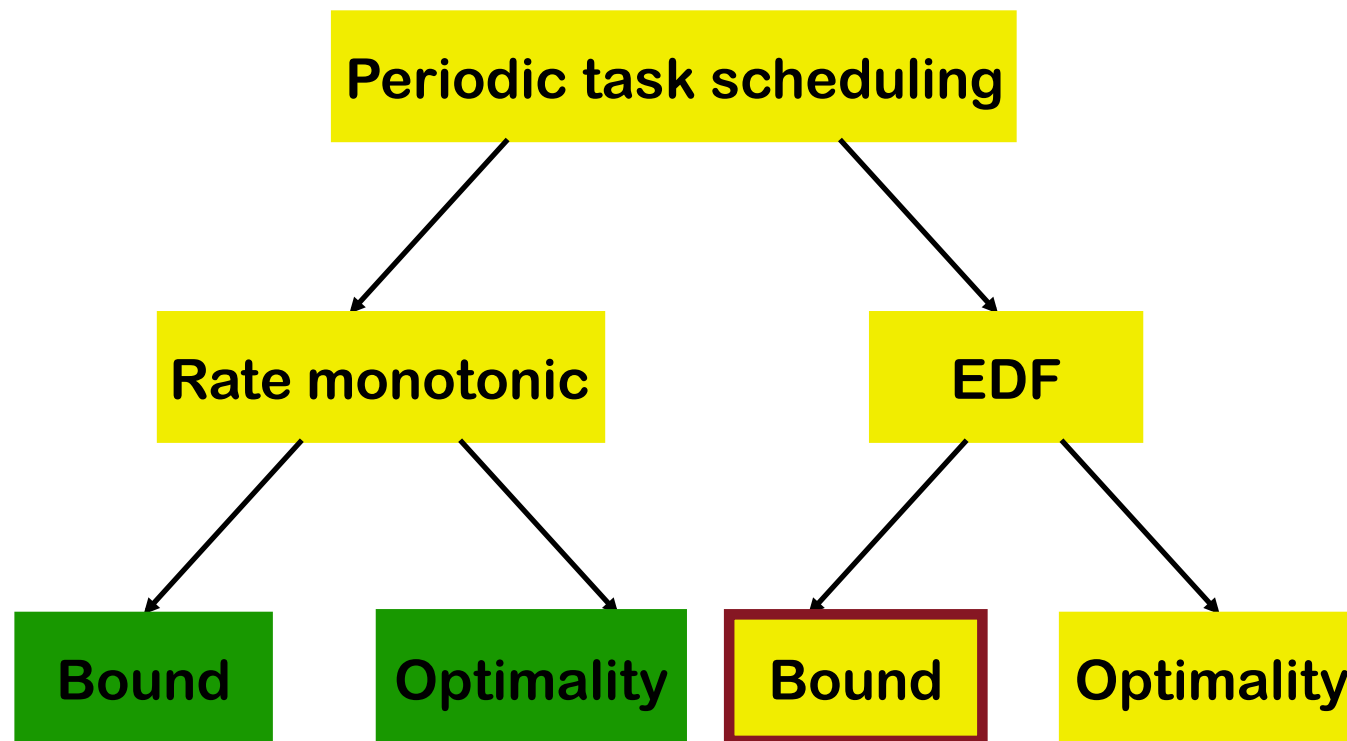 Periodic task scheduling
Rate monotonic
EDF
Bound
Optimality
Bound
Optimality